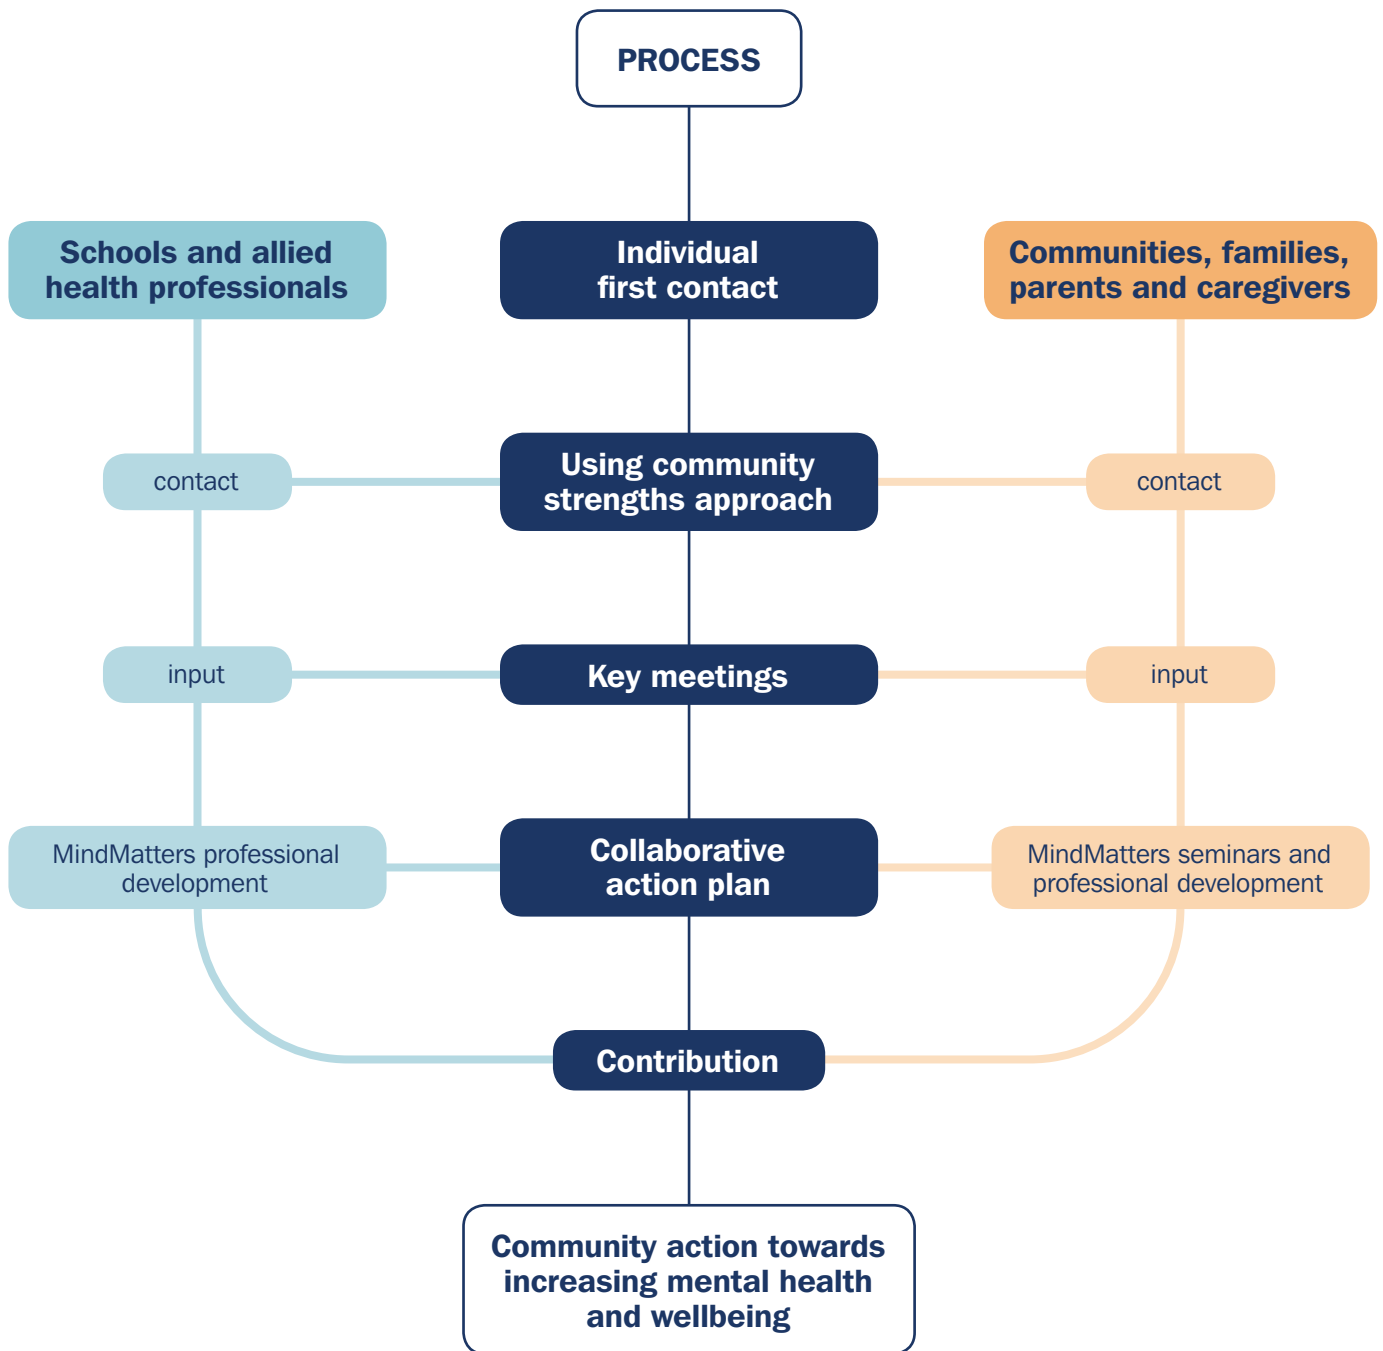 PROCESS
Schools and allied
health professionals
Individual
first contact
Communities, families,
parents and caregivers
contact
Using community
strengths approach
contact
input
Key meetings
input
MindMatters professional
development
Collaborative
action plan
MindMatters seminars and
professional development
Contribution
Community action towards
increasing mental health
and wellbeing